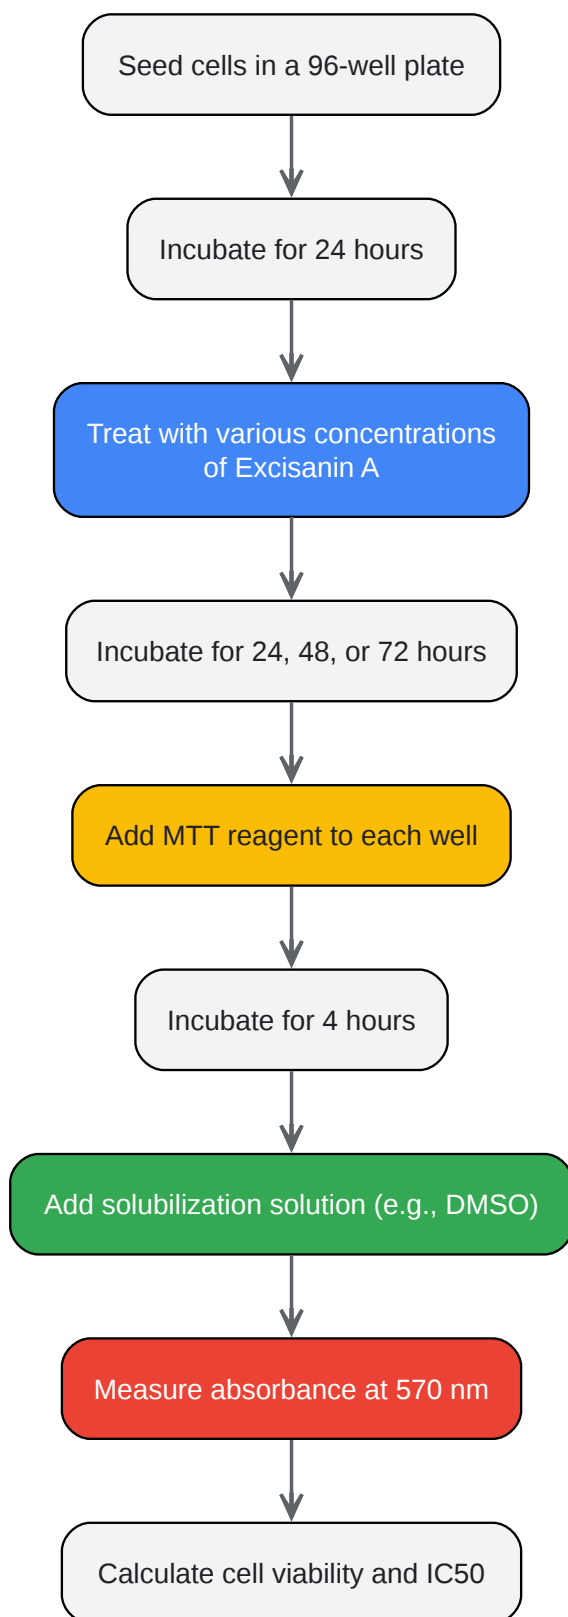 Seed cells in a 96-well plate
Incubate for 24 hours
Treat with various concentrations
of Excisanin A
Incubate for 24, 48, or 72 hours
Add MTT reagent to each well
Incubate for 4 hours
Add solubilization solution (e.g., DMSO)
Measure absorbance at 570 nm
Calculate cell viability and IC50